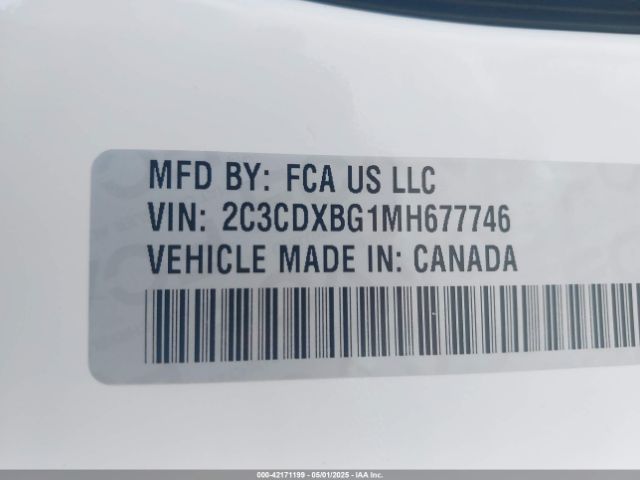 MFD BY: FCA US LLC
VIN: 2C3CDXBG1MH677746
VEHICLE MADE IN: CANADA
000-42171199 • 05/01/2025 • IAA Inc.